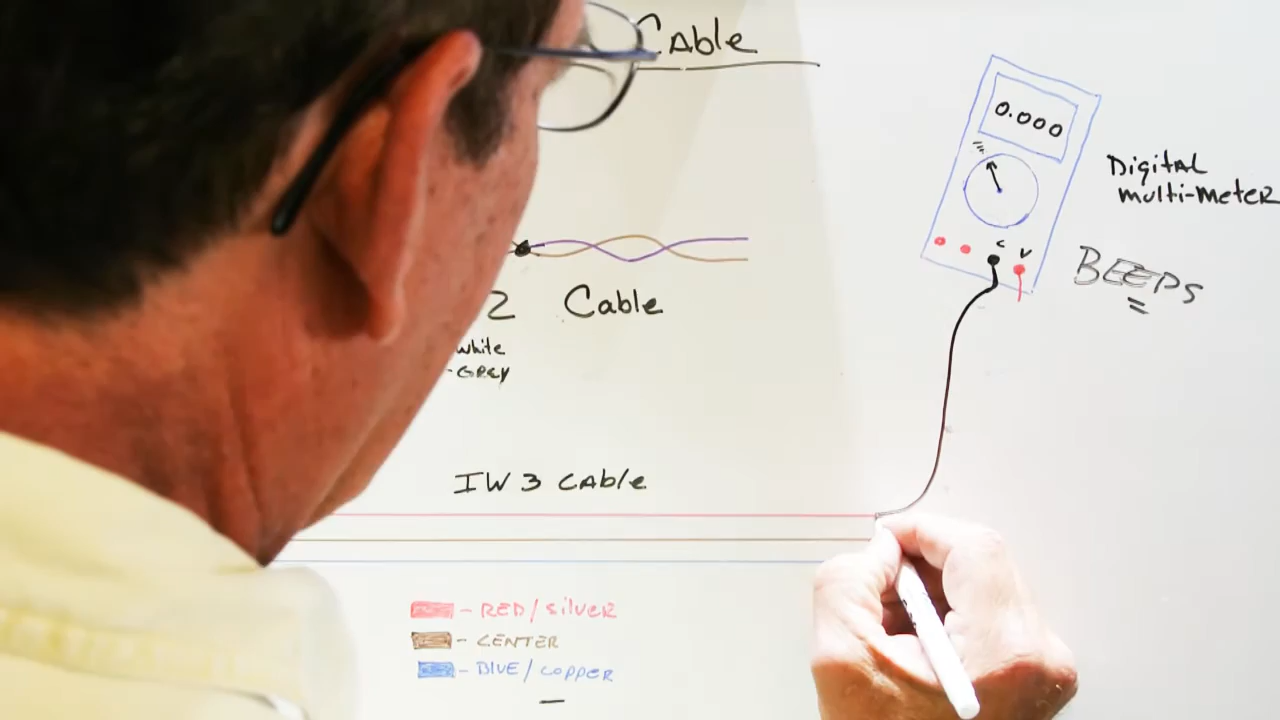 Cable
0.000
Digital
multi-meter
C V
BEEPS
2 Cable
white
-Grey
IW 3 Cable
- RED/Silver
- CENTER
- BlUE/copper